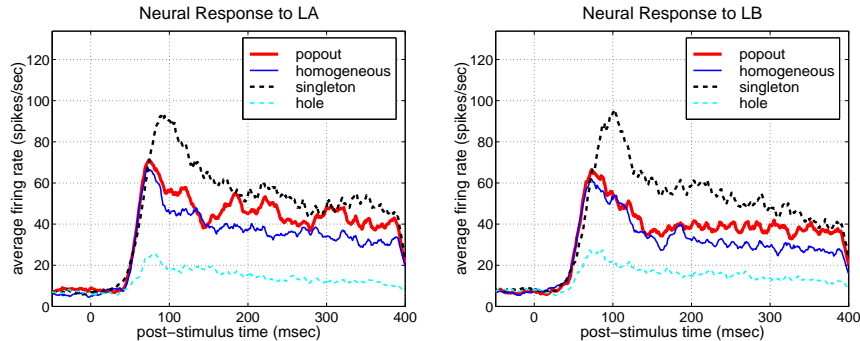 Neural Response to LA
average firing rate (spikes/sec)
120
100
80
60
40
20
0
popout
homogeneous
singleton
hole
0
100
200
300
400
post−stimulus time (msec)
Neural Response to LB
average firing rate (spikes/sec)
120
100
80
60
40
20
0
popout
homogeneous
singleton
hole
0
100
200
300
400
post−stimulus time (msec)